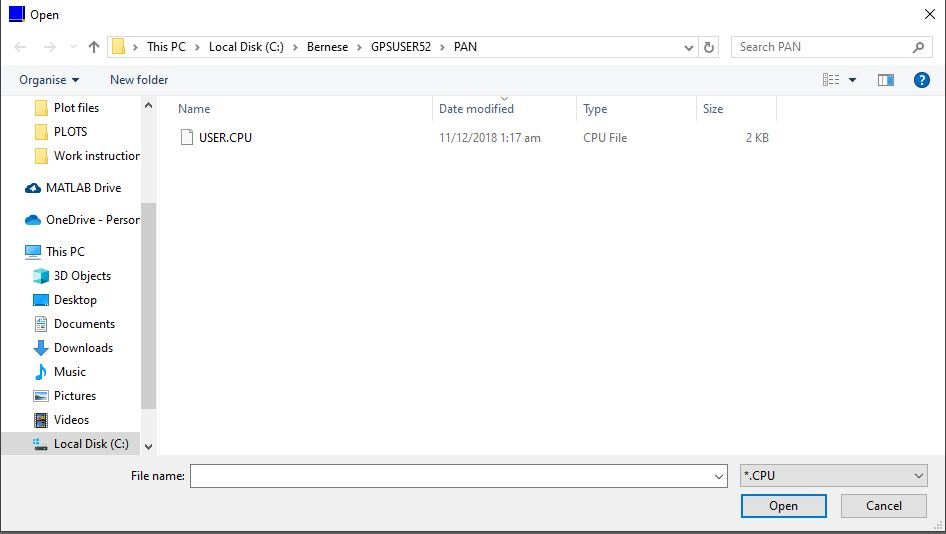 Open
This PC Local Disk (C:) Bernese GPSUSER52 PAN Search PAN
Organise New folder
Plot files
PLOTS
Work instruction
MATLAB Drive
OneDrive - Person
This PC
3D Objects
Desktop
Documents
Downloads
Music
Pictures
Videos
Local Disk (C:)
Name Date modified Type Size
USER.CPU 11/12/2018 1:17 am CPU File 2 KB
File name: *.CPU
Open Cancel